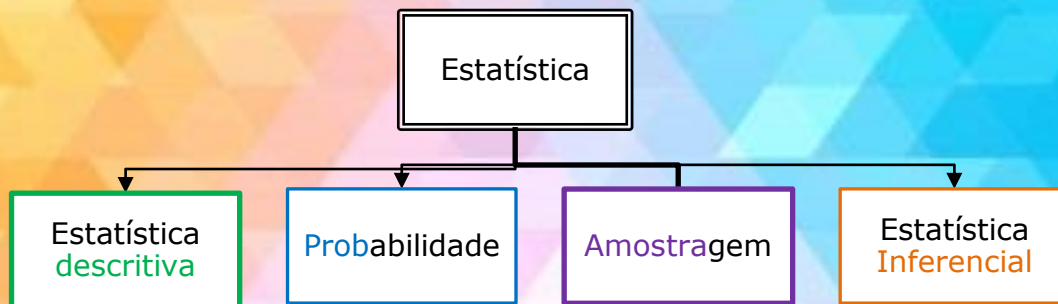 Estatística
Estatística
descritiva
Probabilidade
Amostragem
Estatística
Inferencial